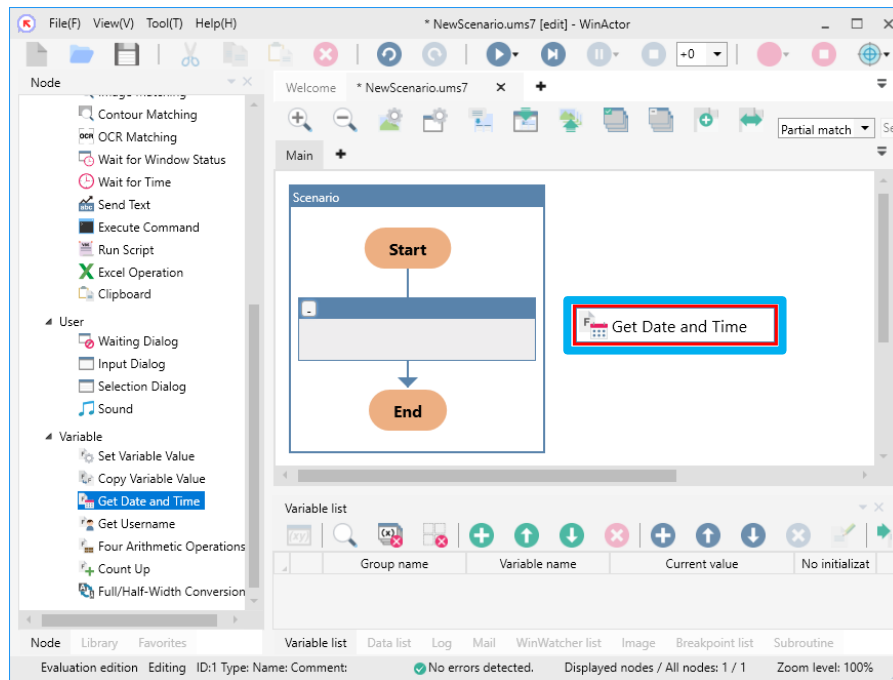 File(F) View(V) Tool(T) Help(H) * NewScenario.ums7 [edit] - WinActor
+0
Node
Welcome * NewScenario.ums7
Contour Matching
OCR Matching
Wait for Window Status
Wait for Time
Send Text
Execute Command
Run Script
Excel Operation
Clipboard
User
Waiting Dialog
Input Dialog
Selection Dialog
Sound
Variable
Set Variable Value
Copy Variable Value
Get Date and Time
Get Username
Four Arithmetic Operations
Count Up
Full/Half-Width Conversion
Node Library Favorites
Partial match Se
Main
Scenario
Start
End
Get Date and Time
Variable list
Group name Variable name Current value No initializat
Variable list Data list Log Mail WinWatcher list Image Breakpoint list Subroutine
Evaluation edition Editing ID:1 Type: Name: Comment: No errors detected. Displayed nodes / All nodes: 1 / 1 Zoom level: 100%